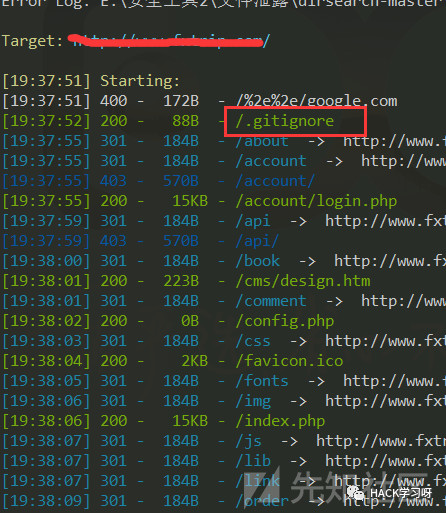 Error Log: E:\安全工具2\文件泄露\dirsearch-master
Target: /
[19:37:51] Starting:
[19:37:51] 400 - 172B - /%2e%2e/google.com
[19:37:52] 200 - 88B - /.gitignore
[19:37:55] 301 - 184B - /about -> http://www.
[19:37:55] 301 - 184B - /account -> http://www.f
[19:37:55] 403 - 570B - /account/
[19:37:55] 200 - 15KB - /account/login.php
[19:37:59] 301 - 184B - /api -> http://www.fxt
[19:37:59] 403 - 570B - /api/
[19:38:00] 301 - 184B - /book -> http://www.fx
[19:38:01] 200 - 223B - /cms/design.htm
[19:38:01] 301 - 184B - /comment -> http://www.f
[19:38:02] 200 - 0B - /config.php
[19:38:03] 301 - 184B - /css -> http://www.fxt
[19:38:04] 200 - 2KB - /favicon.ico
[19:38:06] 301 - 184B - /fonts -> http://www.f
[19:38:06] 301 - 184B - /img -> http://www.fxt
[19:38:06] 200 - 15KB - /index.php
[19:38:07] 301 - 184B - /js -> http://www.fxtr
[19:38:07] 301 - 184B - /lib -> http://www.fxt
[19:38:07] 301 - 184B - /link -> http://www.fx
[19:38:09] 301 - 184B - /order ->
先知社区
HACK学习呀